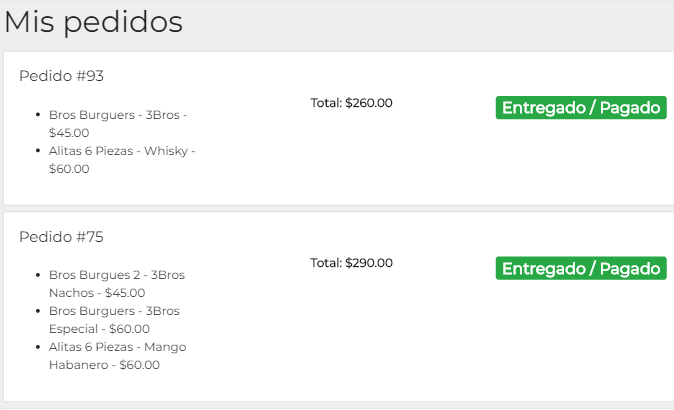 Mis pedidos
Pedido #93
Bros Burguers - 3Bros -
$45.00
Alitas 6 Piezas - Whisky -
$60.00
Total: $260.00
Entregado / Pagado
Pedido #75
Bros Burgues 2 - 3Bros
Nachos - $45.00
Bros Burguers - 3Bros
Especial - $60.00
Alitas 6 Piezas - Mango
Habanero - $60.00
Total: $290.00
Entregado / Pagado